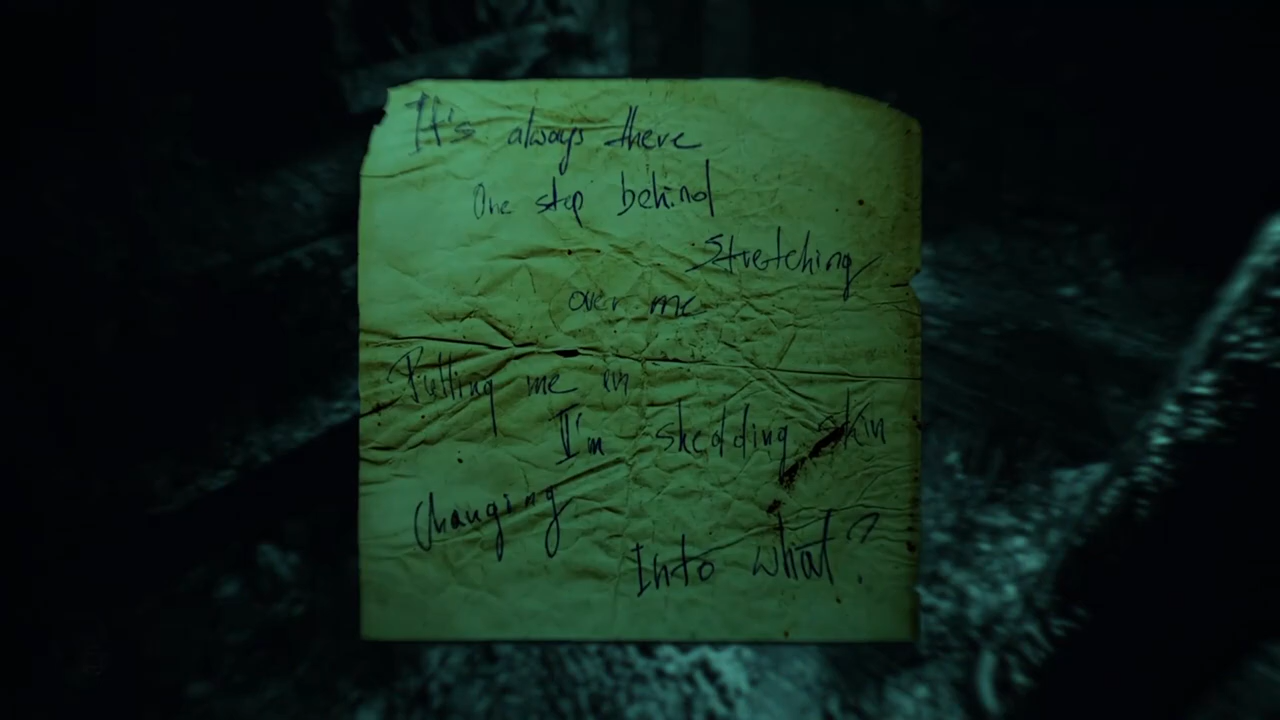 It's always there
One step behind
Stretching
over me
Pulling me in
I'm shedding skin
Changing
Into what?